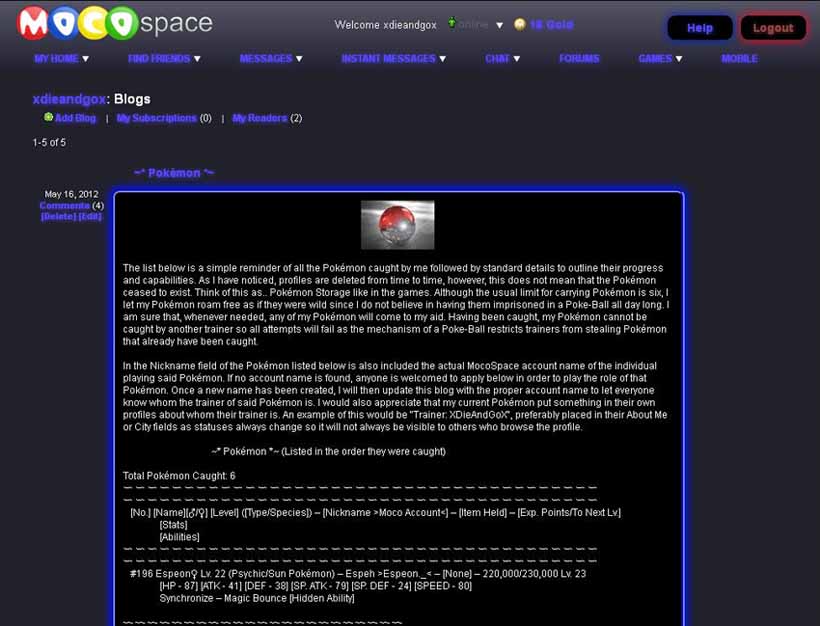 MOCOspace
Welcome xdieandgox online ▼ 18 Gold
Help
Logout
MY HOME ▼ FIND FRIENDS ▼ MESSAGES ▼ INSTANT MESSAGES ▼ CHAT ▼ FORUMS GAMES ▼ MOBILE
xdieandgox: Blogs
Add Blog | My Subscriptions (0) | My Readers (2)
1-5 of 5
~* Pokémon *~
May 16, 2012
Comments (4)
[Delete] [Edit]
The list below is a simple reminder of all the Pokémon caught by me followed by standard details to outline their progress
and capabilities. As I have noticed, profiles are deleted from time to time, however, this does not mean that the Pokémon
ceased to exist. Think of this as.. Pokémon Storage like in the games. Although the usual limit for carrying Pokémon is six, I
let my Pokémon roam free as if they were wild since I do not believe in having them imprisoned in a Poke-Ball all day long. I
am sure that, whenever needed, any of my Pokémon will come to my aid. Having been caught, my Pokémon cannot be
caught by another trainer so all attempts will fail as the mechanism of a Poke-Ball restricts trainers from stealing Pokémon
that already have been caught.
In the Nickname field of the Pokémon listed below is also included the actual MocoSpace account name of the individual
playing said Pokémon. If no account name is found, anyone is welcomed to apply below in order to play the role of that
Pokémon. Once a new name has been created, I will then update this blog with the proper account name to let everyone
know whom the trainer of said Pokémon is. I would also appreciate that my current Pokémon put something in their own
profiles about whom their trainer is. An example of this would be "Trainer: XDieAndGoX", preferably placed in their About Me
or City fields as statuses always change so it will not always be visible to others who browse the profile.
~* Pokémon *~ (Listed in the order they were caught)
Total Pokémon Caught: 6
[No.] [Name][♂/♀] [Level] ([Type/Species]) – [Nickname >Moco Account<] – [Item Held] – [Exp. Points/To Next Lv.]
[Stats]
[Abilities]
#196 Espeon♀ Lv. 22 (Psychic/Sun Pokémon) – Espeh >Espeon._< – [None] – 220,000/230,000 Lv. 23
[HP - 87] [ATK - 41] [DEF - 38] [SP. ATK - 79] [SP. DEF - 24] [SPEED - 80]
Synchronize – Magic Bounce [Hidden Ability]